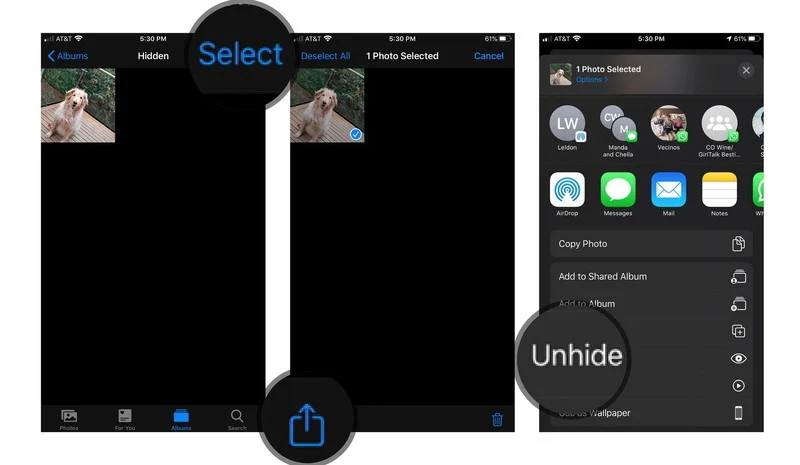 AT&T 5:30 PM
Albums Hidden Select
Photos For You Albums Search
AT&T 5:30 PM 61%
Deselect All 1 Photo Selected Cancel
AT&T 5:30 PM 61%
1 Photo Selected
Options >
LW CW M
Leldon Manda and Chella Vecinos CO Wine/ GirlTalk Besti...
AirDrop Messages Mail Notes
Copy Photo
Add to Shared Album
Add to Album
Unhide
Wallpaper